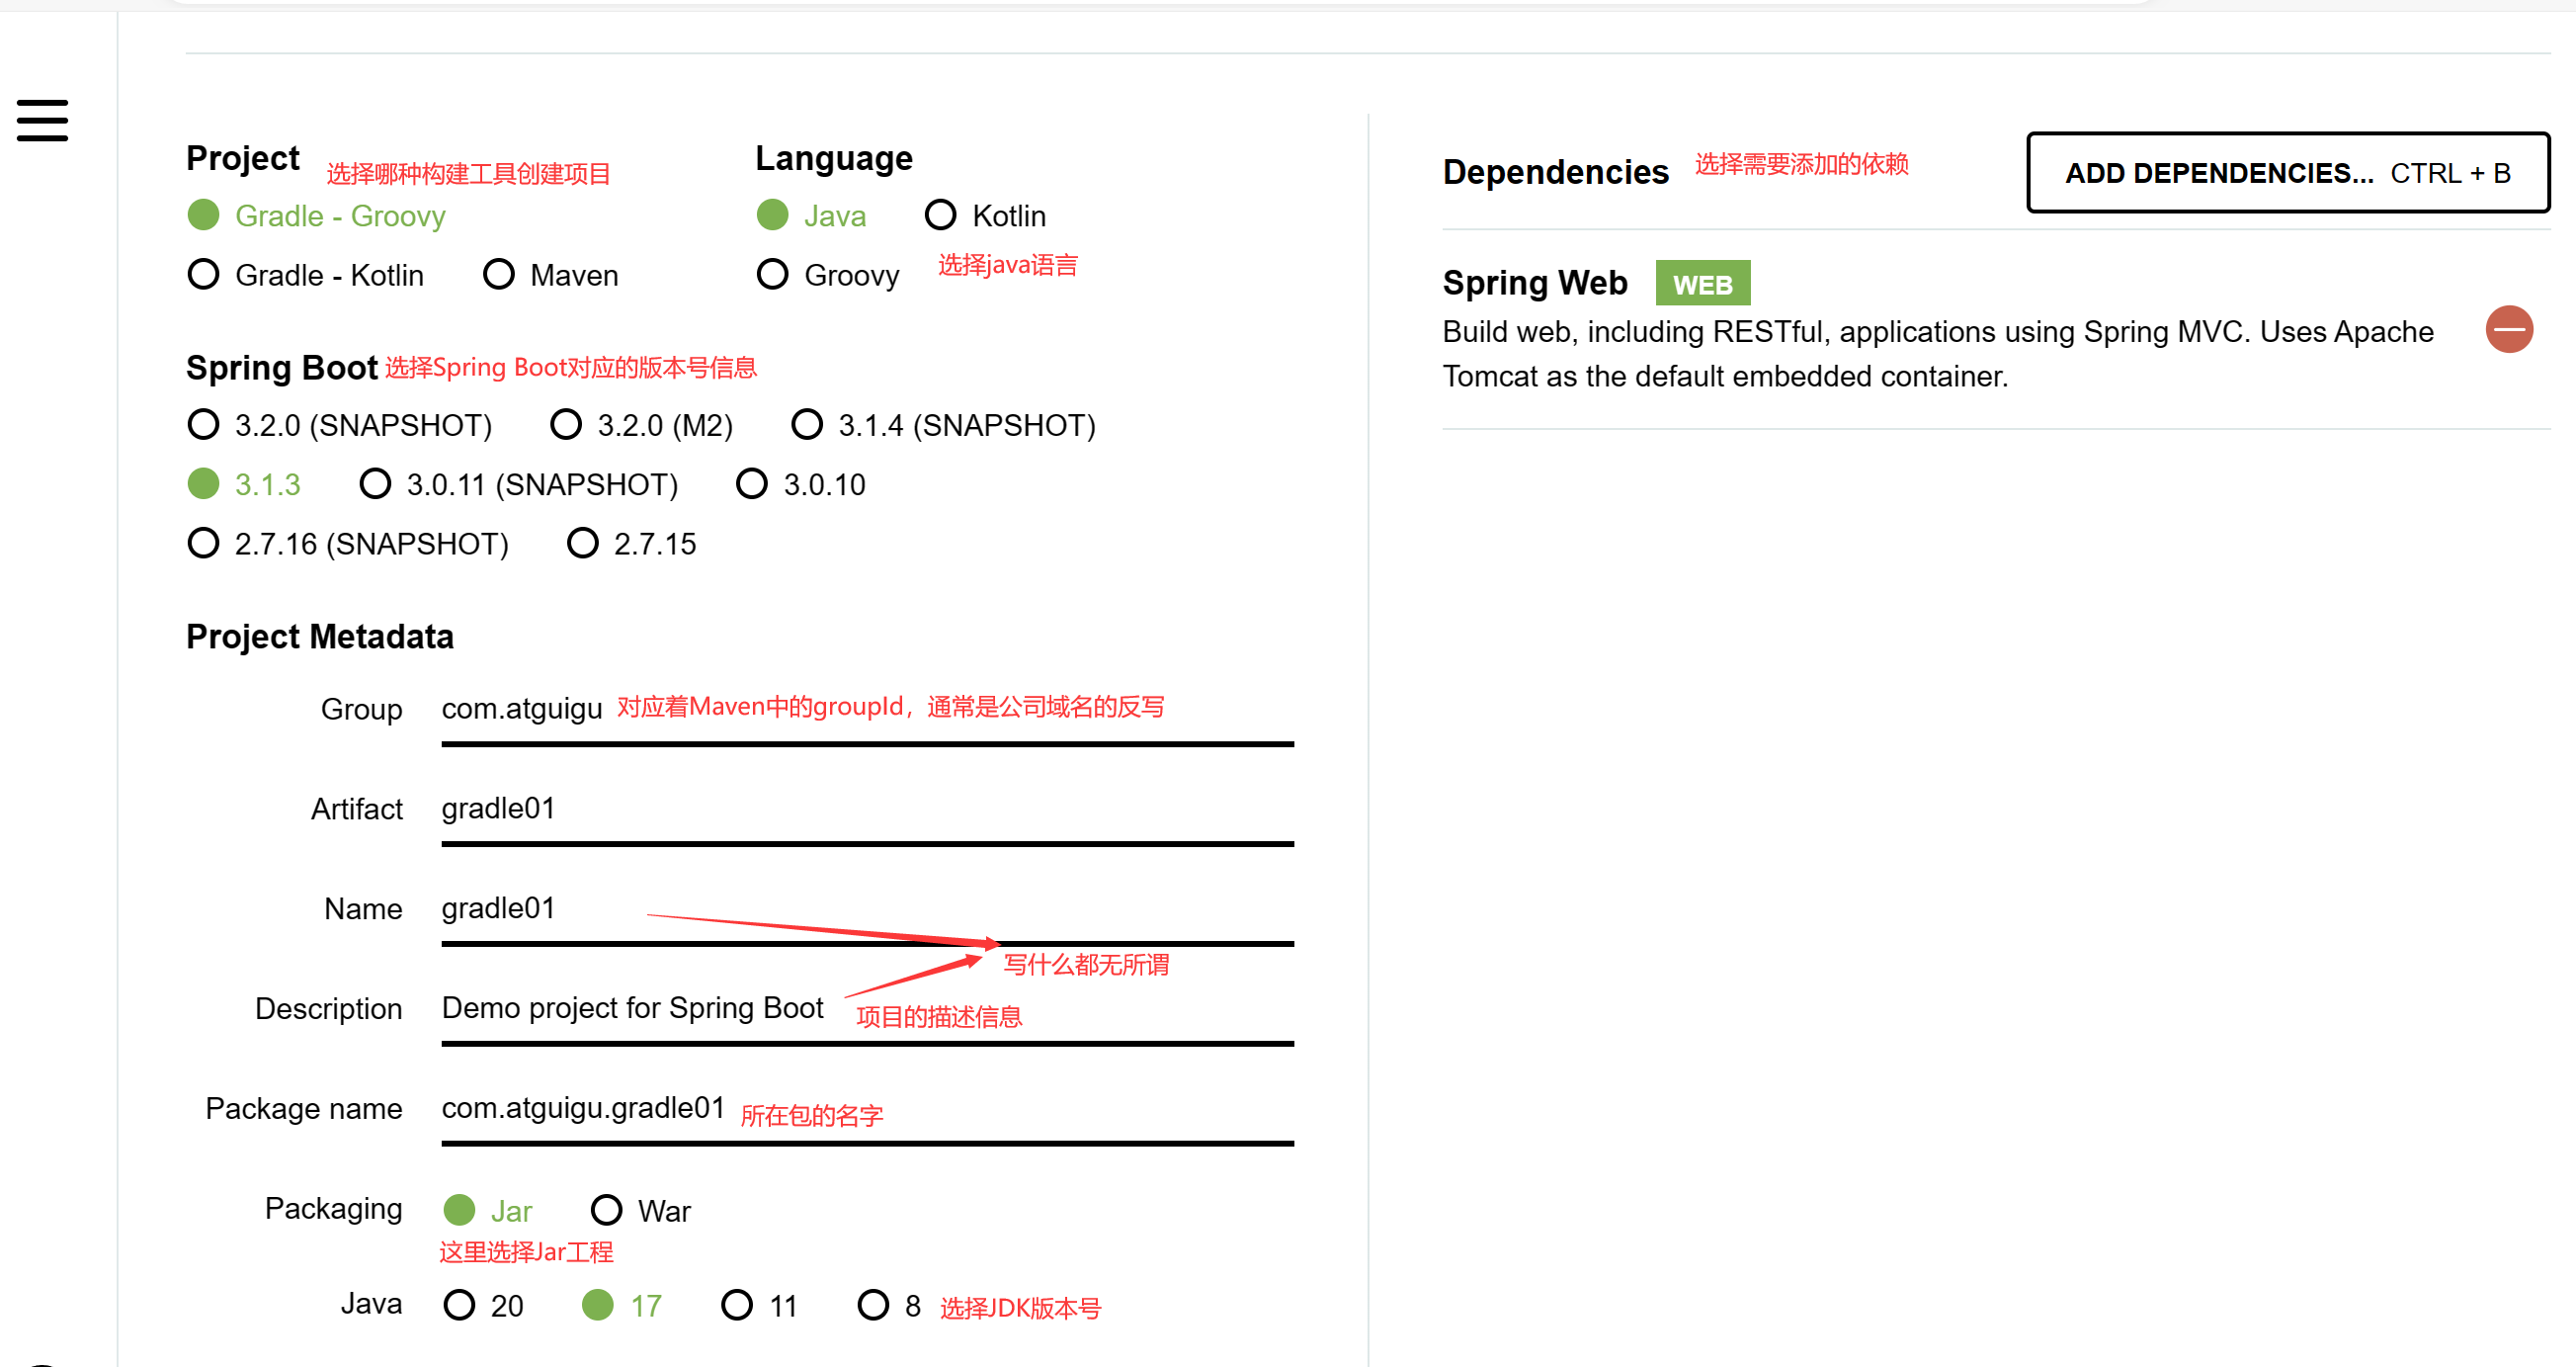 Project 选择哪种构建工具创建项目
Gradle - Groovy
Gradle - Kotlin Maven
Language
Java Kotlin
Groovy 选择java语言
Spring Boot 选择Spring Boot对应的版本号信息
3.2.0 (SNAPSHOT) 3.2.0 (M2) 3.1.4 (SNAPSHOT)
3.1.3 3.0.11 (SNAPSHOT) 3.0.10
2.7.16 (SNAPSHOT) 2.7.15
Project Metadata
Group com.atguigu 对应着Maven中的groupId，通常是公司域名的反写
Artifact gradle01
Name gradle01
写什么都无所谓
Description Demo project for Spring Boot 项目的描述信息
Package name com.atguigu.gradle01 所在包的名字
Packaging Jar War
这里选择Jar工程
Java 20 17 11 8 选择JDK版本号
Dependencies 选择需要添加的依赖 ADD DEPENDENCIES... CTRL + B
Spring Web WEB
Build web, including RESTful, applications using Spring MVC. Uses Apache
Tomcat as the default embedded container.